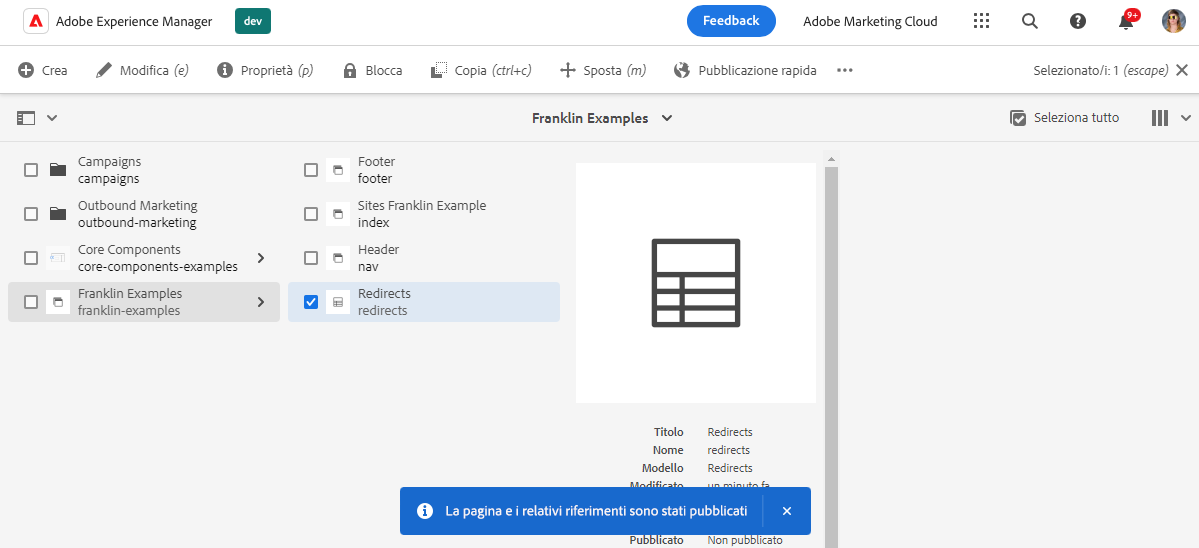 Adobe Experience Manager
dev
Feedback
Adobe Marketing Cloud
9+
Crea
Modifica (e)
Proprietà (p)
Blocca
Copia (ctrl+c)
Sposta (m)
Pubblicazione rapida
Selezionato/i: 1 (escape)
Franklin Examples
Seleziona tutto
Campaigns
campaigns
Outbound Marketing
outbound-marketing
Core Components
core-components-examples
Franklin Examples
franklin-examples
Footer
footer
Sites Franklin Example
index
Header
nav
Redirects
redirects
Titolo Redirects
Nome redirects
Modello Redirects
Modificato un minuto fa
La pagina e i relativi riferimenti sono stati pubblicati
Pubblicato Non pubblicato